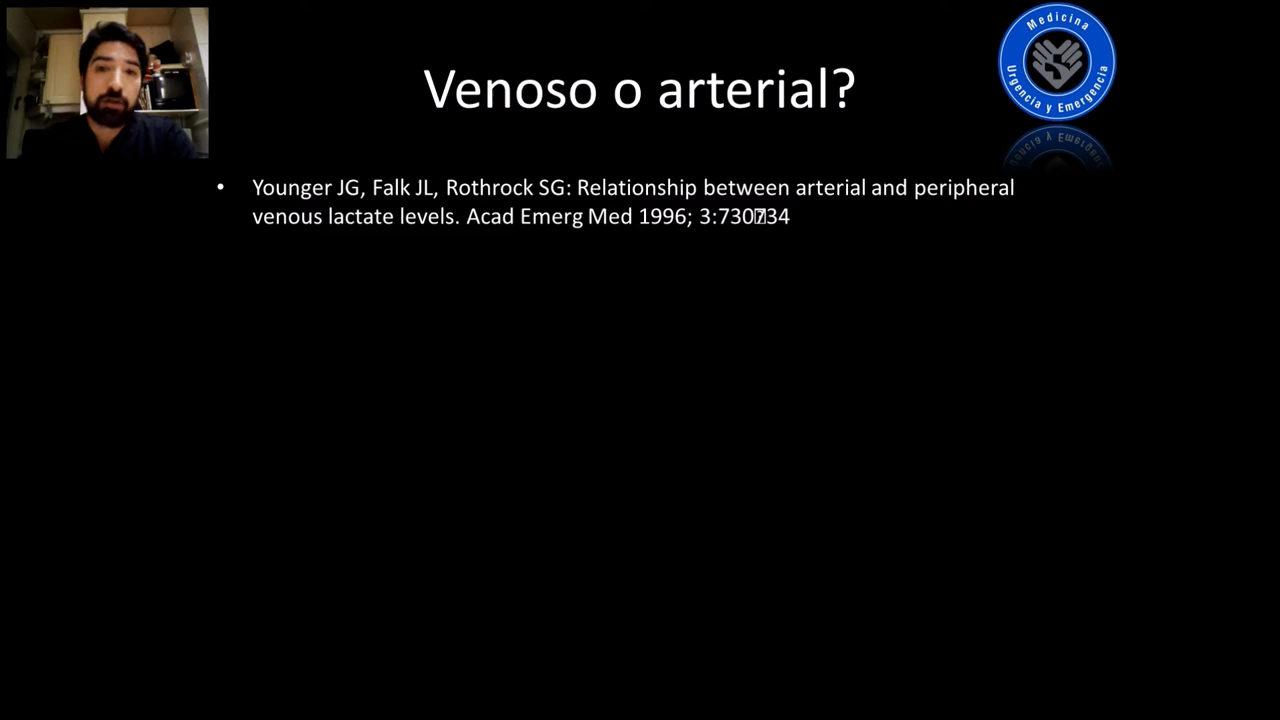 Venoso o arterial?
Medicina
Urgencia y Emergencia
• Younger JG, Falk JL, Rothrock SG: Relationship between arterial and peripheral
venous lactate levels. Acad Emerg Med 1996; 3:730734